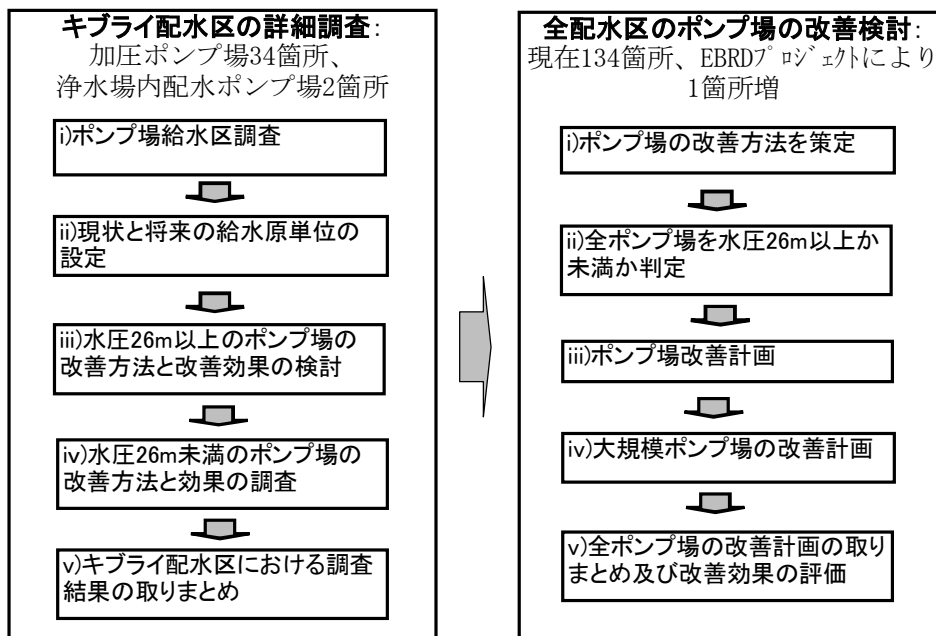 キブライ配水区の詳細調査:
加圧ポンプ場34箇所、
浄水場内配水ポンプ場2箇所
i)ポンプ場給水区調査
ii)現状と将来の給水原単位の
設定
iii)水圧26m以上のポンプ場の
改善方法と改善効果の検討
iv)水圧26m未満のポンプ場の
改善方法と効果の調査
v)キブライ配水区における調査
結果の取りまとめ
全配水区のポンプ場の改善検討:
現在134箇所、EBRDﾌﾟﾛｼﾞｪｸﾄにより
1箇所増
i)ポンプ場の改善方法を策定
ii)全ポンプ場を水圧26m以上か
未満か判定
iii)ポンプ場改善計画
iv)大規模ポンプ場の改善計画
v)全ポンプ場の改善計画の取り
まとめ及び改善効果の評価